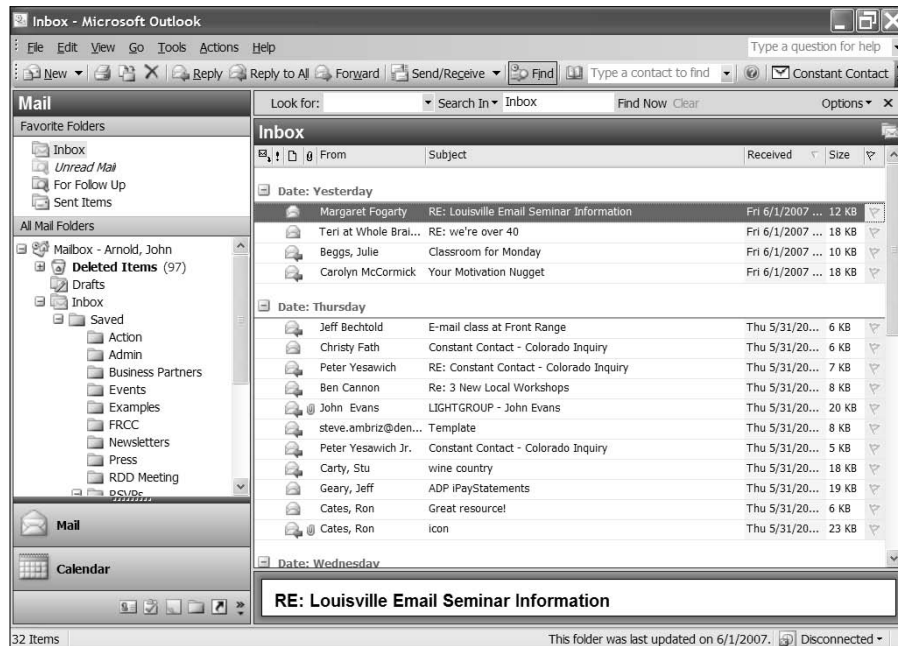 Inbox - Microsoft Outlook
File Edit View Go Tools Actions Help Type a question for help
New Reply Reply to All Forward Send/Receive Find Type a contact to find Constant Contact
Mail
Favorite Folders
Inbox
Unread Mail
For Follow Up
Sent Items
All Mail Folders
Mailbox - Arnold, John
Deleted Items (97)
Drafts
Inbox
Saved
Action
Admin
Business Partners
Events
Examples
FRCC
Newsletters
Press
RDD Meeting
RSVPs
Mail
Calendar
Look for: Search In Inbox Find Now Clear Options
Inbox
From Subject Received Size
Date: Yesterday
Margaret Fogarty RE: Louisville Email Seminar Information Fri 6/1/2007 ... 12 KB
Teri at Whole Brai... RE: we're over 40 Fri 6/1/2007 ... 18 KB
Beggs, Julie Classroom for Monday Fri 6/1/2007 ... 10 KB
Carolyn McCormick Your Motivation Nugget Fri 6/1/2007 ... 18 KB
Date: Thursday
Jeff Bechtold E-mail class at Front Range Thu 5/31/20... 6 KB
Christy Fath Constant Contact - Colorado Inquiry Thu 5/31/20... 6 KB
Peter Yesawich RE: Constant Contact - Colorado Inquiry Thu 5/31/20... 7 KB
Ben Cannon Re: 3 New Local Workshops Thu 5/31/20... 8 KB
John Evans LIGHTGROUP - John Evans Thu 5/31/20... 20 KB
steve.ambriz@den... Template Thu 5/31/20... 8 KB
Peter Yesawich Jr. Constant Contact - Colorado Inquiry Thu 5/31/20... 5 KB
Carty, Stu wine country Thu 5/31/20... 18 KB
Geary, Jeff ADP iPayStatements Thu 5/31/20... 19 KB
Cates, Ron Great resource! Thu 5/31/20... 6 KB
Cates, Ron icon Thu 5/31/20... 23 KB
Date: Wednesday
RE: Louisville Email Seminar Information
32 Items This folder was last updated on 6/1/2007. Disconnected